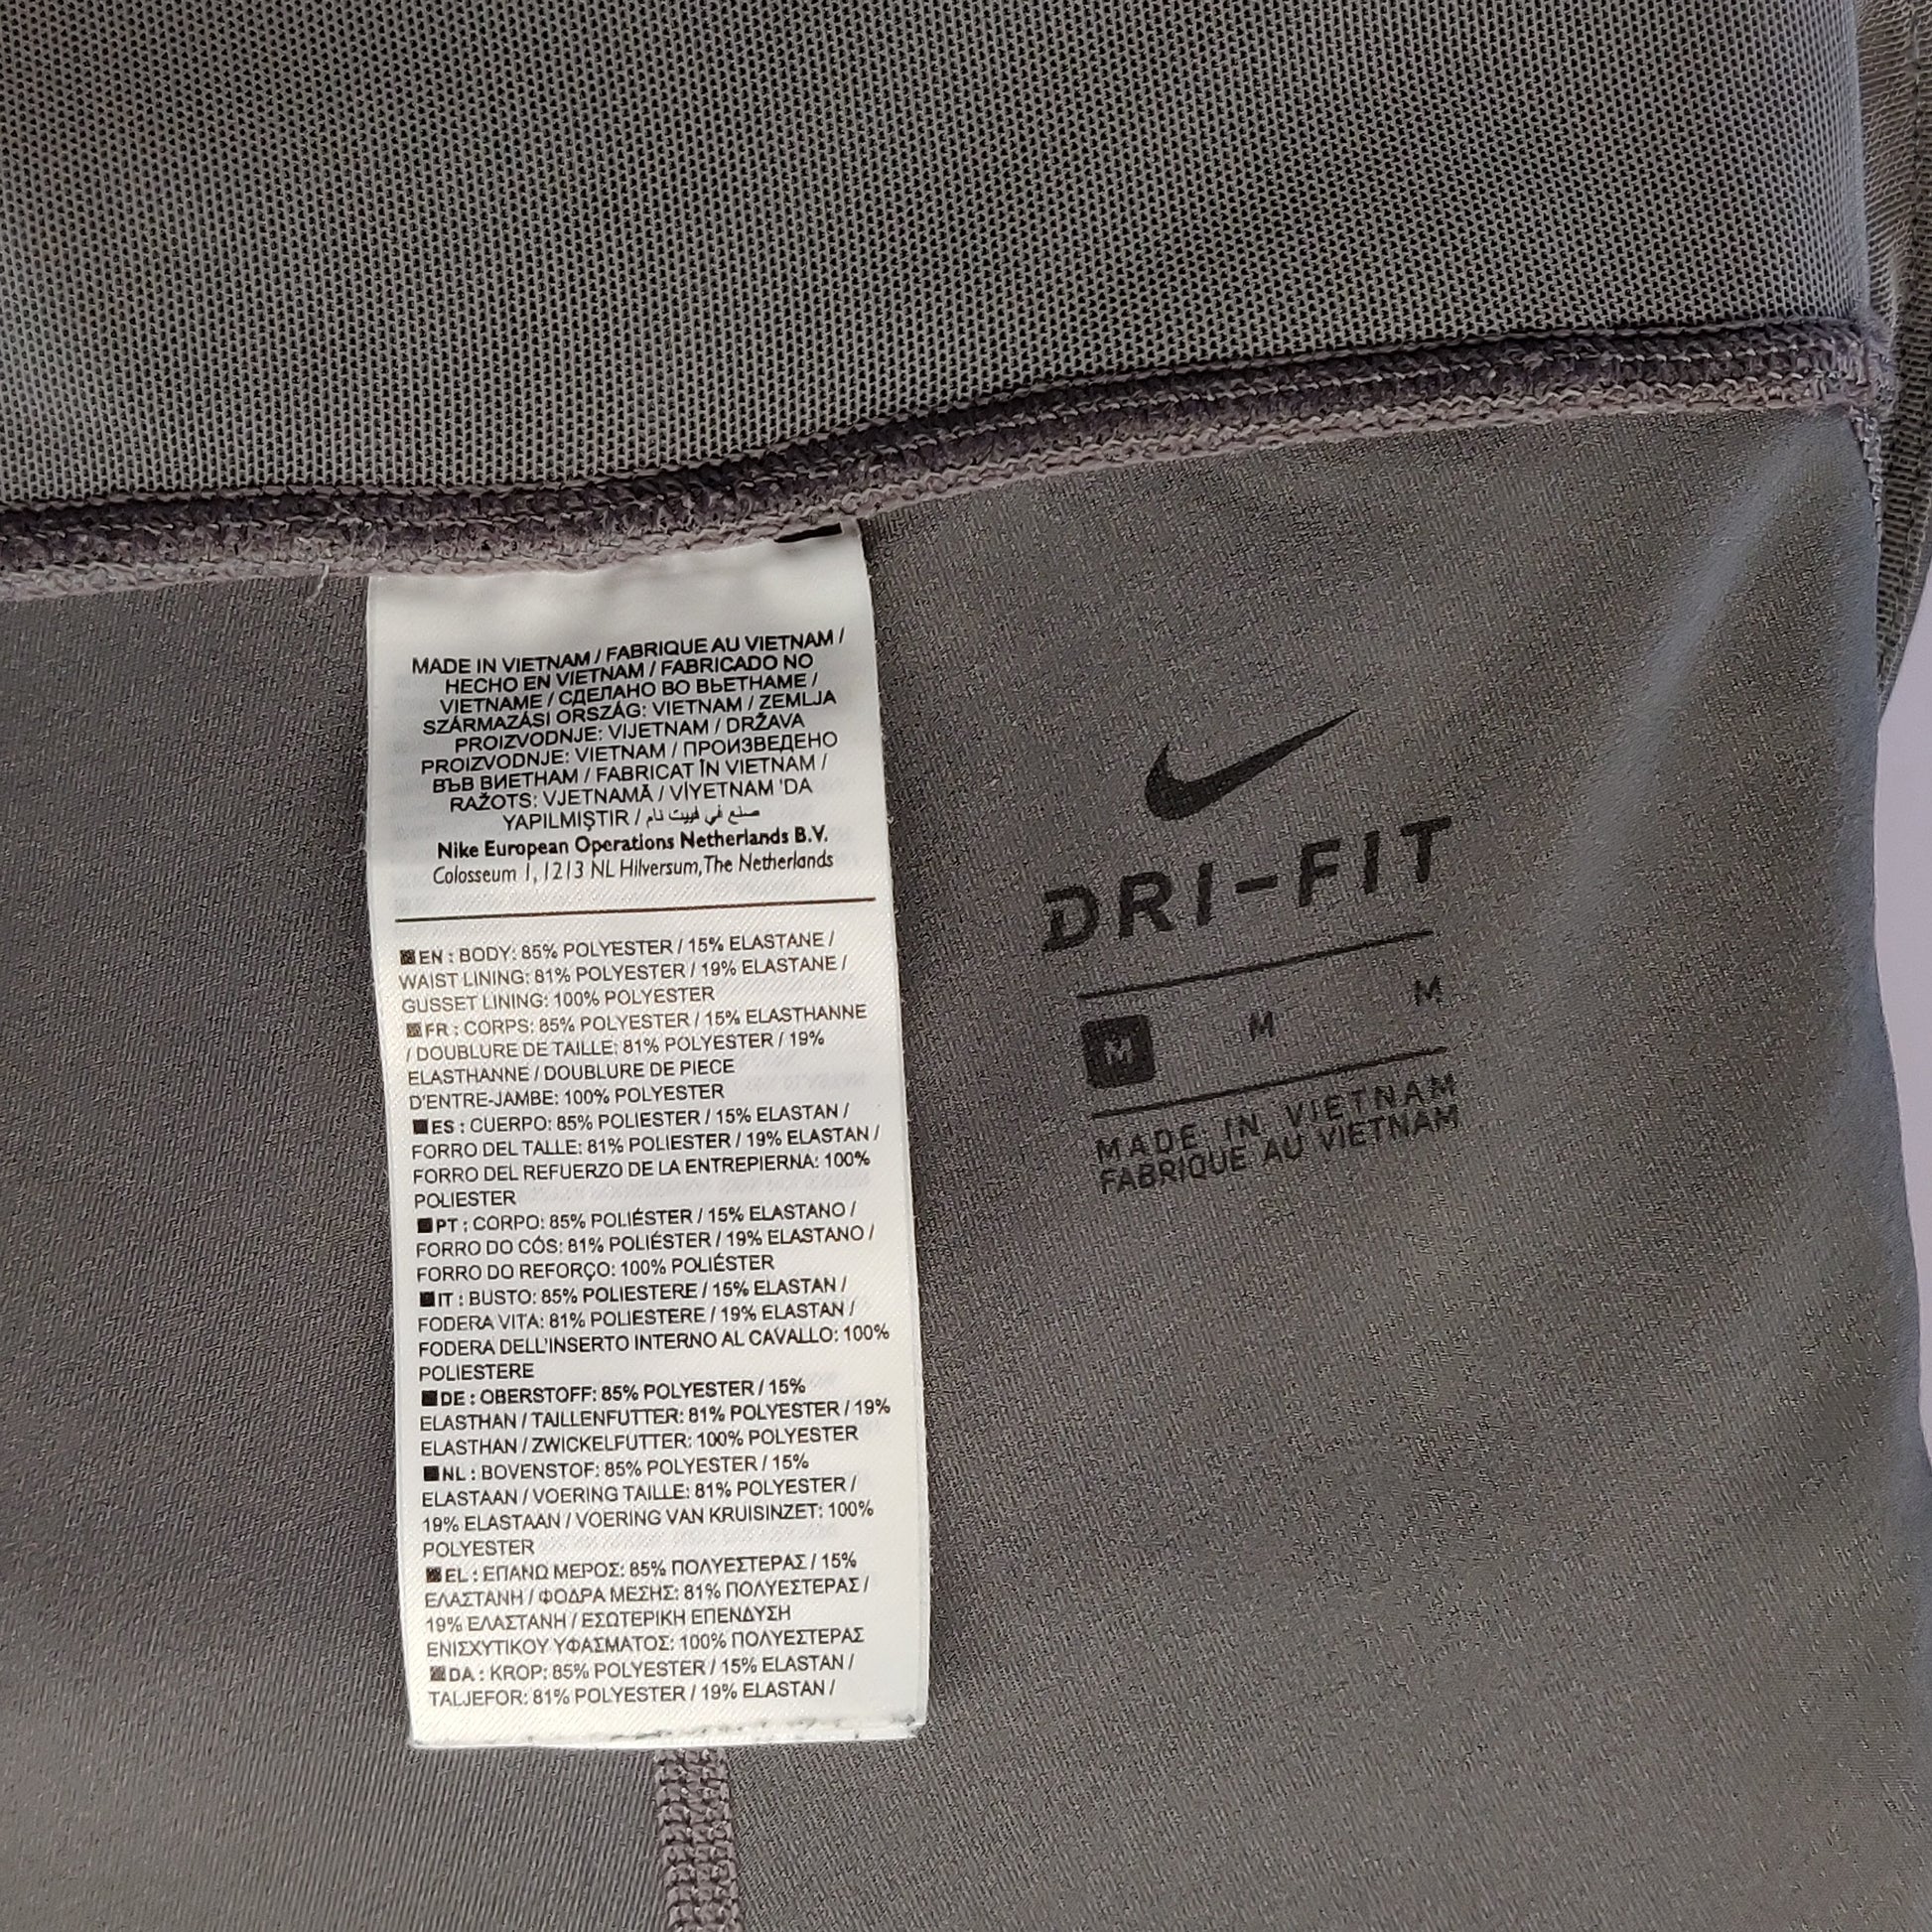 MADE IN VIETNAM / FABRIQUE AU VIETNAM /
HECHO EN VIETNAM / FABRICADO NO
VIETNAME / СДЕЛАНО ВО ВЬЕТНАМЕ /
SZÁRMAZÁSI ORSZÁG: VIETNAM / ZEMLJA
PROIZVODNJE: VIJETNAM / DRŽAVA
PROIZVODNJE: VIETNAM / ПРОИЗВЕДЕНО
ВЪВ ВИЕТНАМ / FABRICAT ÎN VIETNAM /
RAŽOTS: VJETNAMĀ / VİYETNAM 'DA
YAPILMIŞTIR / صنع في فييت نام
Nike European Operations Netherlands B.V.
Colosseum 1, 1213 NL Hilversum, The Netherlands
EN : BODY: 85% POLYESTER / 15% ELASTANE /
WAIST LINING: 81% POLYESTER / 19% ELASTANE /
GUSSET LINING: 100% POLYESTER
FR : CORPS: 85% POLYESTER / 15% ELASTHANNE
/ DOUBLURE DE TAILLE: 81% POLYESTER / 19%
ELASTHANNE / DOUBLURE DE PIECE
D'ENTRE-JAMBE: 100% POLYESTER
ES : CUERPO: 85% POLIESTER / 15% ELASTAN /
FORRO DEL TALLE: 81% POLIESTER / 19% ELASTAN /
FORRO DEL REFUERZO DE LA ENTREPIERNA: 100%
POLIESTER
PT : CORPO: 85% POLIÉSTER / 15% ELASTANO /
FORRO DO CÓS: 81% POLIÉSTER / 19% ELASTANO /
FORRO DO REFORÇO: 100% POLIÉSTER
IT : BUSTO: 85% POLIESTERE / 15% ELASTAN /
FODERA VITA: 81% POLIESTERE / 19% ELASTAN /
FODERA DELL'INSERTO INTERNO AL CAVALLO: 100%
POLIESTERE
DE : OBERSTOFF: 85% POLYESTER / 15%
ELASTHAN / TAILLENFUTTER: 81% POLYESTER / 19%
ELASTHAN / ZWICKELFUTTER: 100% POLYESTER
NL : BOVENSTOF: 85% POLYESTER / 15%
ELASTAAN / VOERING TAILLE: 81% POLYESTER /
19% ELASTAAN / VOERING VAN KRUISINZET: 100%
POLYESTER
EL : ΕΠΑΝΩ ΜΕΡΟΣ: 85% ΠΟΛΥΕΣΤΕΡΑΣ / 15%
ΕΛΑΣΤΑΝΗ / ΦΟΔΡΑ ΜΕΣΗΣ: 81% ΠΟΛΥΕΣΤΕΡΑΣ /
19% ΕΛΑΣΤΑΝΗ / ΕΣΩΤΕΡΙΚΗ ΕΠΕΝΔΥΣΗ
ΕΝΙΣΧΥΤΙΚΟΥ ΥΦΑΣΜΑΤΟΣ: 100% ΠΟΛΥΕΣΤΕΡΑΣ
DA : KROP: 85% POLYESTER / 15% ELASTAN /
TALJEFOR: 81% POLYESTER / 19% ELASTAN /
DRI-FIT
M M M
MADE IN VIETNAM
FABRIQUE AU VIETNAM